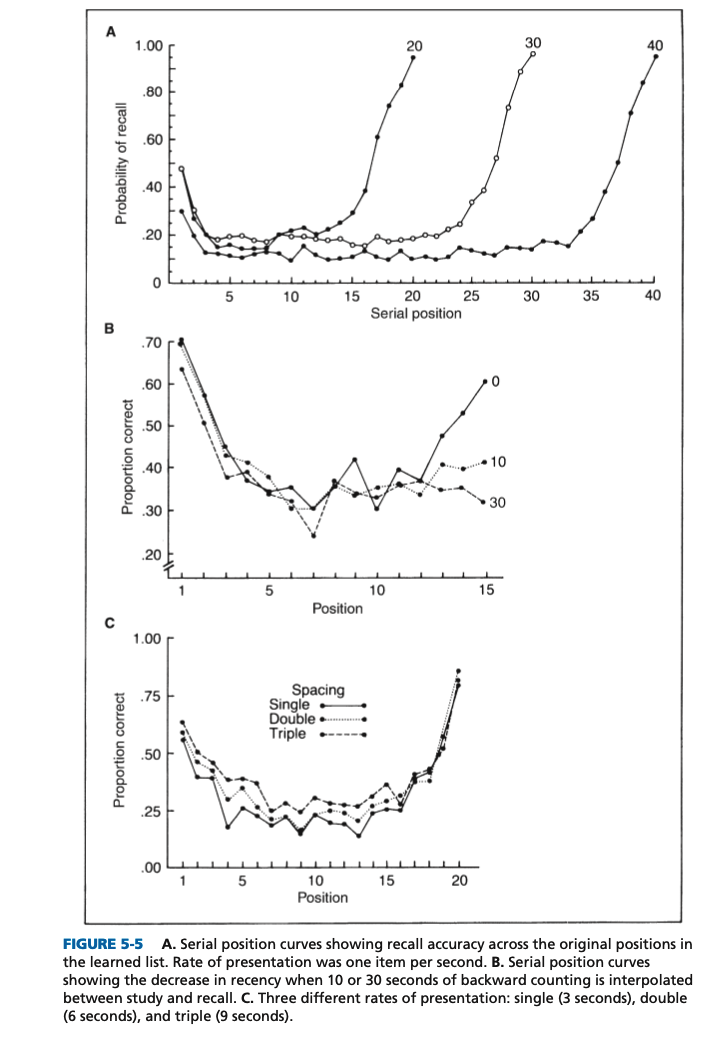 A
1.00
.80
.60
.40
.20
0
Probability of recall
20
30
40
5 10 15 20 25 30 35 40
Serial position
B
.70
.60
.50
.40
.30
.20
Proportion correct
0
10
30
1 5 10 15
Position
C
1.00
.75
.50
.25
.00
Proportion correct
Spacing
Single
Double
Triple
1 5 10 15 20
Position
FIGURE 5-5 A. Serial position curves showing recall accuracy across the original positions in
the learned list. Rate of presentation was one item per second. B. Serial position curves
showing the decrease in recency when 10 or 30 seconds of backward counting is interpolated
between study and recall. C. Three different rates of presentation: single (3 seconds), double
(6 seconds), and triple (9 seconds).